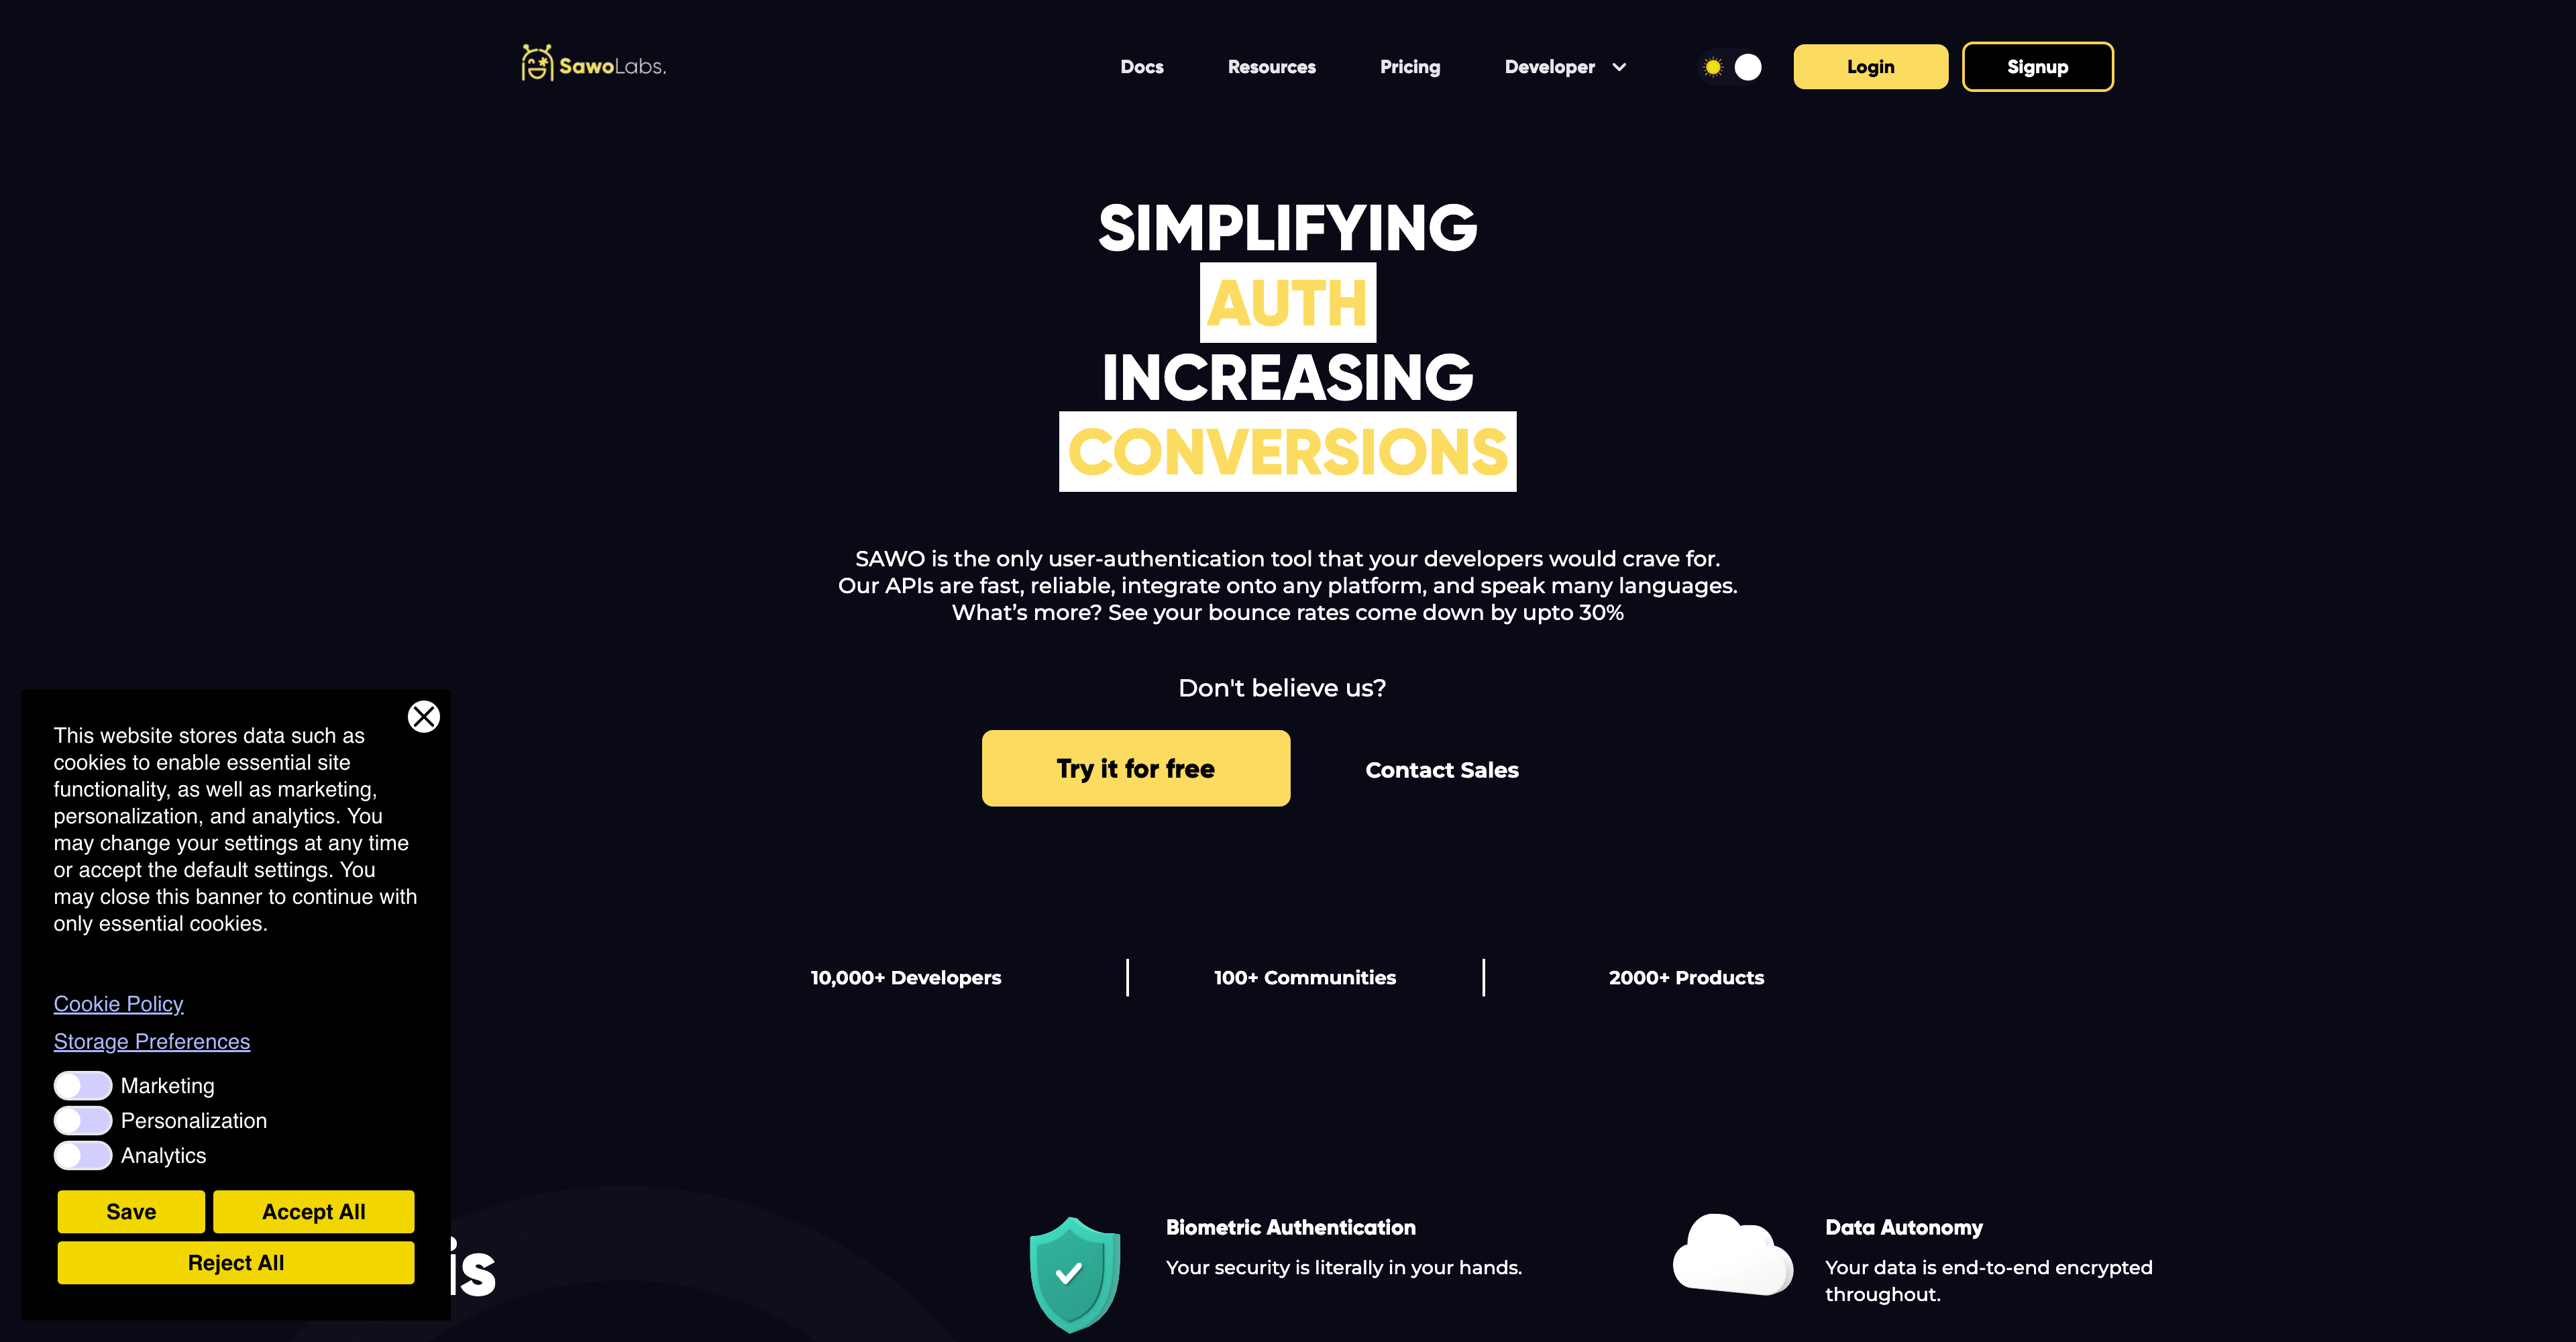 SawoLabs.
Docs
Resources
Pricing
Developer
Login
Signup
SIMPLIFYING
AUTH
INCREASING
CONVERSIONS
SAWO is the only user-authentication tool that your developers would crave for.
Our APIs are fast, reliable, integrate onto any platform, and speak many languages.
What’s more? See your bounce rates come down by upto 30%
Don't believe us?
Try it for free
Contact Sales
10,000+ Developers
100+ Communities
2000+ Products
This website stores data such as
cookies to enable essential site
functionality, as well as marketing,
personalization, and analytics. You
may change your settings at any time
or accept the default settings. You
may close this banner to continue with
only essential cookies.
Cookie Policy
Storage Preferences
Marketing
Personalization
Analytics
Save
Accept All
Reject All
is
Biometric Authentication
Your security is literally in your hands.
Data Autonomy
Your data is end-to-end encrypted
throughout.